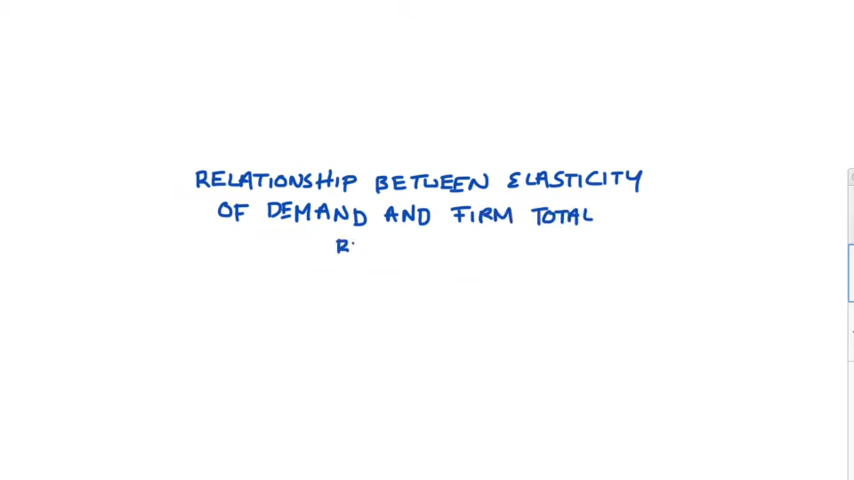 RELATIONSHIP BETWEEN ELASTICITY
OF DEMAND AND FIRM TOTAL
R